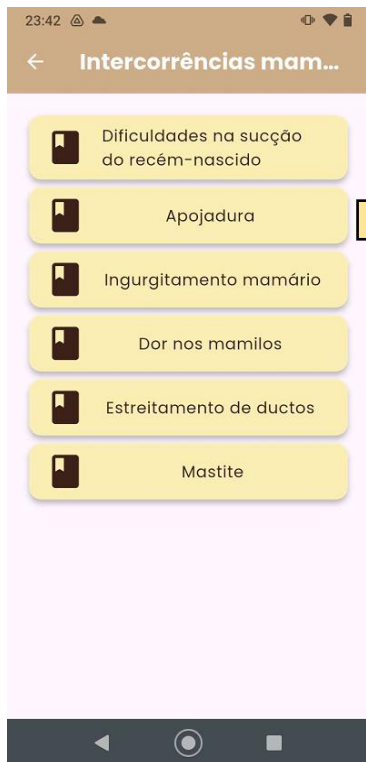 23:42
Intercorrências mam...
Dificuldades na sucção
do recém-nascido
Apojadura
Ingurgitamento mamário
Dor nos mamilos
Estreitamento de ductos
Mastite